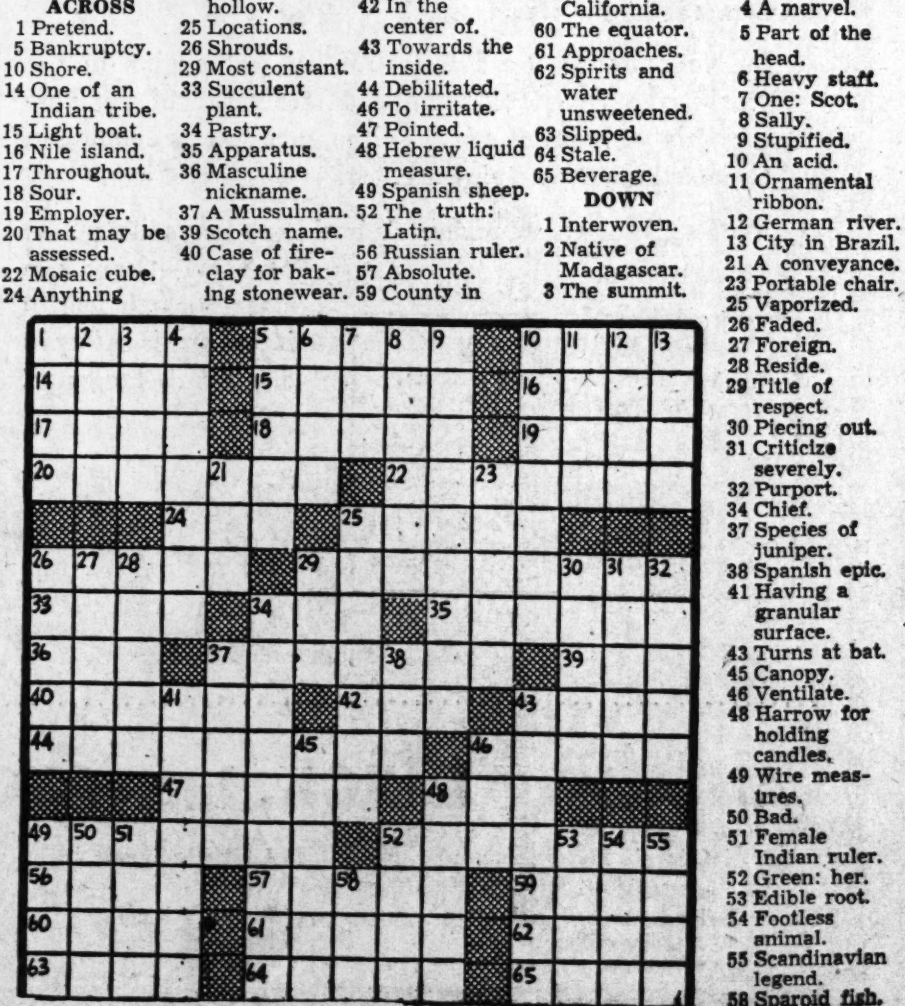 ACROSS
1 Pretend.
5 Bankruptcy.
10 Shore.
14 One of an
Indian tribe.
15 Light boat.
16 Nile island.
17 Throughout.
18 Sour.
19 Employer.
20 That may be
assessed.
22 Mosaic cube.
24 Anything
hollow.
25 Locations.
26 Shrouds.
29 Most constant.
33 Succulent
plant.
34 Pastry.
35 Apparatus.
36 Masculine
nickname.
37 A Mussulman.
39 Scotch name.
40 Case of fire-
clay for bak-
ing stonewear.
42 In the
center of.
43 Towards the
inside.
44 Debilitated.
46 To irritate.
47 Pointed.
48 Hebrew liquid
measure.
49 Spanish sheep.
52 The truth:
Latin.
56 Russian ruler.
57 Absolute.
59 County in
California.
60 The equator.
61 Approaches.
62 Spirits and
water
unsweetened.
63 Slipped.
64 Stale.
65 Beverage.
DOWN
1 Interwoven.
2 Native of
Madagascar.
3 The summit.
4 A marvel.
5 Part of the
head.
6 Heavy staff.
7 One: Scot.
8 Sally.
9 Stupified.
10 An acid.
11 Ornamental
ribbon.
12 German river.
13 City in Brazil.
21 A conveyance.
23 Portable chair.
25 Vaporized.
26 Faded.
27 Foreign.
28 Reside.
29 Title of
respect.
30 Piecing out.
31 Criticize
severely.
32 Purport.
34 Chief.
37 Species of
juniper.
38 Spanish epic.
41 Having a
granular
surface.
43 Turns at bat.
45 Canopy.
46 Ventilate.
48 Harrow for
holding
candles.
49 Wire meas-
ures.
50 Bad.
51 Female
Indian ruler.
52 Green: her.
53 Edible root.
54 Footless
animal.
55 Scandinavian
legend.
58 Sparoid fish.
1 2 3 4 5 6 7 8 9 10 11 12 13
14 15 16
17 18 19
20 21 22 23
24 25
26 27 28 29 30 31 32
33 34 35
36 37 38 39
40 41 42 43
44 45 46
47 48
49 50 51 52 53 54 55
56 57 58 59
60 61 62
63 64 65